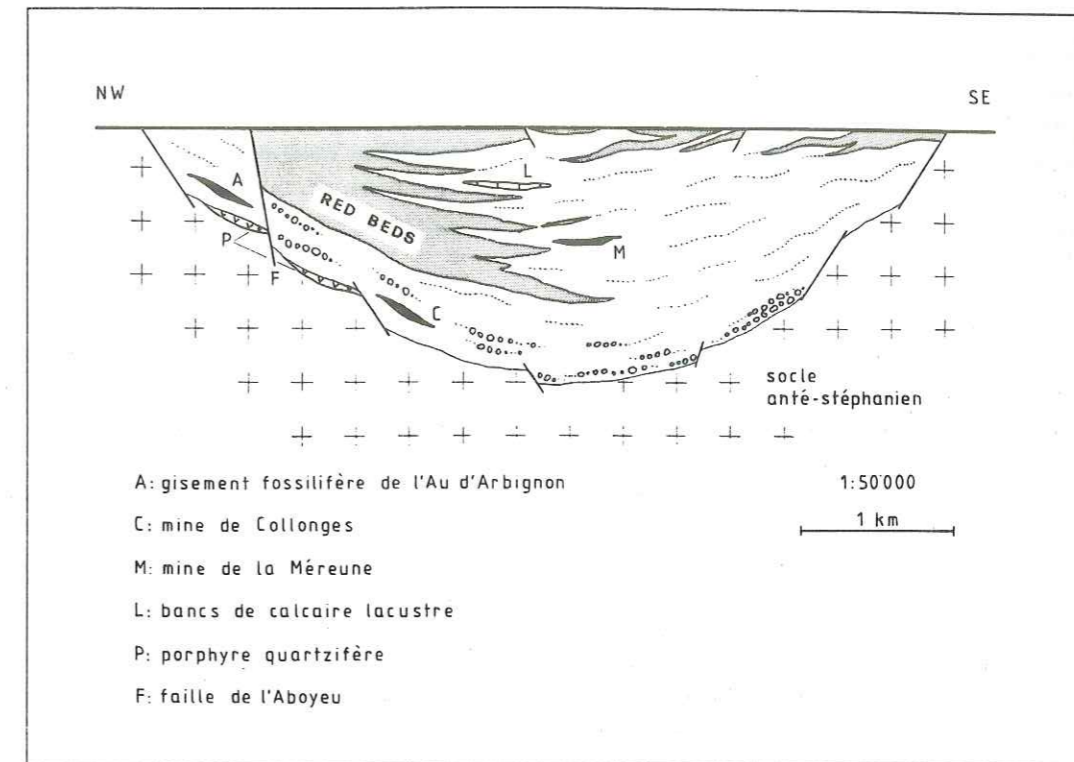 NW
SE
A
L
RED BEDS
P
M
F
C
socle
anté-stéphanien
A: gisement fossilifère de l'Au d'Arbignon
1:50'000
C: mine de Collonges
1 km
M: mine de la Méreune
L: bancs de calcaire lacustre
P: porphyre quartzifère
F: faille de l'Aboyeu